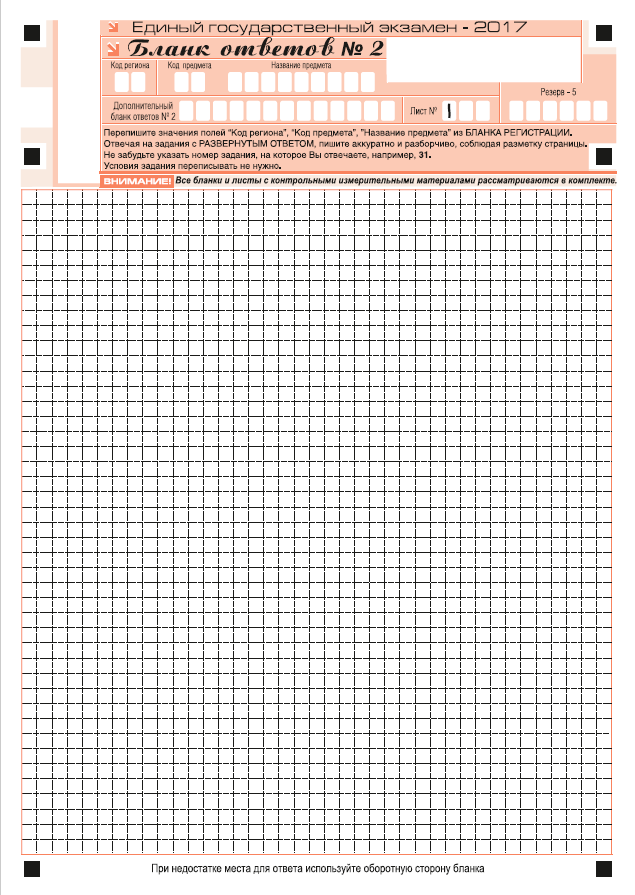 Единый государственный экзамен - 2017
Бланк ответов № 2
Код региона Код предмета Название предмета
Резерв - 5
Дополнительный бланк ответов № 2
Лист № 1
Перепишите значения полей "Код региона", "Код предмета", "Название предмета" из БЛАНКА РЕГИСТРАЦИИ.
Отвечая на задания с РАЗВЕРНУТЫМ ОТВЕТОМ, пишите аккуратно и разборчиво, соблюдая разметку страницы.
Не забудьте указать номер задания, на которое Вы отвечаете, например, 31.
Условия задания переписывать не нужно.
ВНИМАНИЕ! Все бланки и листы с контрольными измерительными материалами рассматриваются в комплекте.
При недостатке места для ответа используйте оборотную сторону бланка